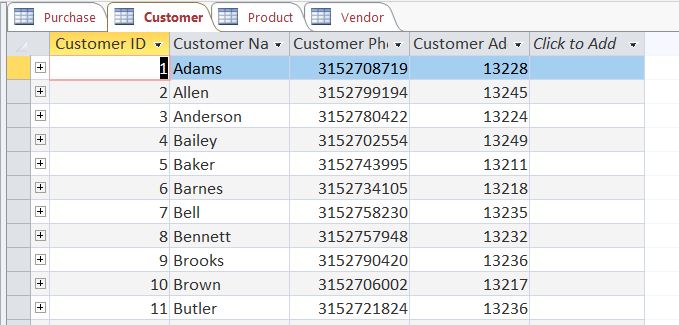 Purchase Customer Product Vendor
Customer ID Customer Na Customer Pho Customer Ad Click to Add
1 Adams 3152708719 13228
2 Allen 3152799194 13245
3 Anderson 3152780422 13224
4 Bailey 3152702554 13249
5 Baker 3152743995 13211
6 Barnes 3152734105 13218
7 Bell 3152758230 13235
8 Bennett 3152757948 13232
9 Brooks 3152790420 13236
10 Brown 3152706002 13217
11 Butler 3152721824 13236